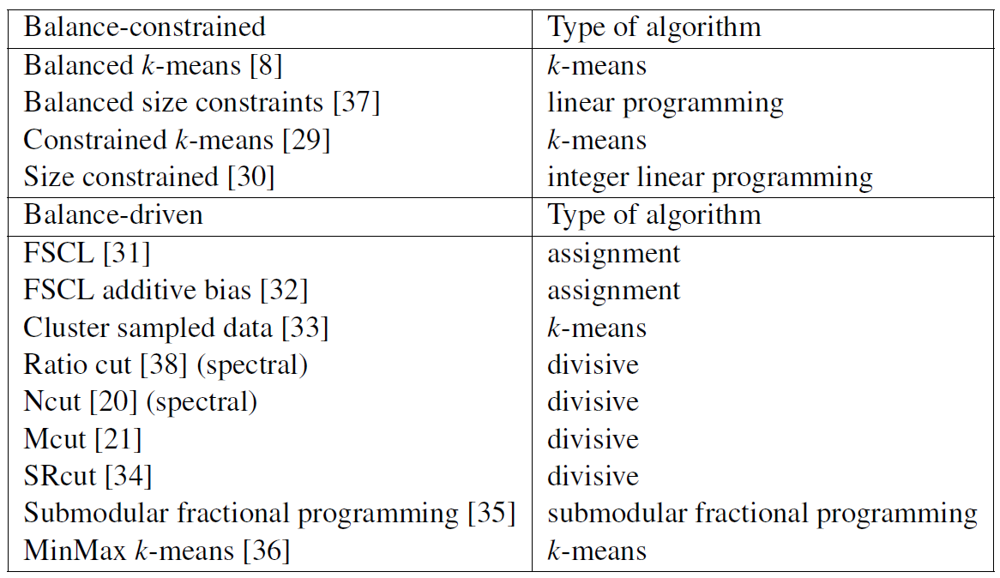 Balance-constrained Type of algorithm
Balanced k-means [8] k-means
Balanced size constraints [37] linear programming
Constrained k-means [29] k-means
Size constrained [30] integer linear programming
Balance-driven Type of algorithm
FSCL [31] assignment
FSCL additive bias [32] assignment
Cluster sampled data [33] k-means
Ratio cut [38] (spectral) divisive
Ncut [20] (spectral) divisive
Mcut [21] divisive
SRcut [34] divisive
Submodular fractional programming [35] submodular fractional programming
MinMax k-means [36] k-means